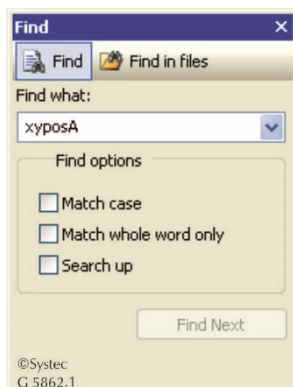 Find
Find Find in files
Find what:
xyposA
Find options
Match case
Match whole word only
Search up
Find Next
©Systec
G 5862.1